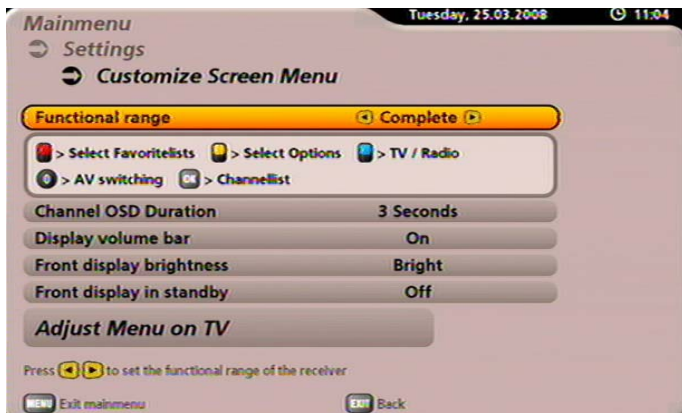 Mainmenu
Tuesday, 25.03.2008 11:04
Settings
Customize Screen Menu
Functional range Complete
> Select Favoritelists > Select Options > TV / Radio
0 > AV switching OK > Channellist
Channel OSD Duration 3 Seconds
Display volume bar On
Front display brightness Bright
Front display in standby Off
Adjust Menu on TV
Press to set the functional range of the receiver
MENU Exit mainmenu EXIT Back